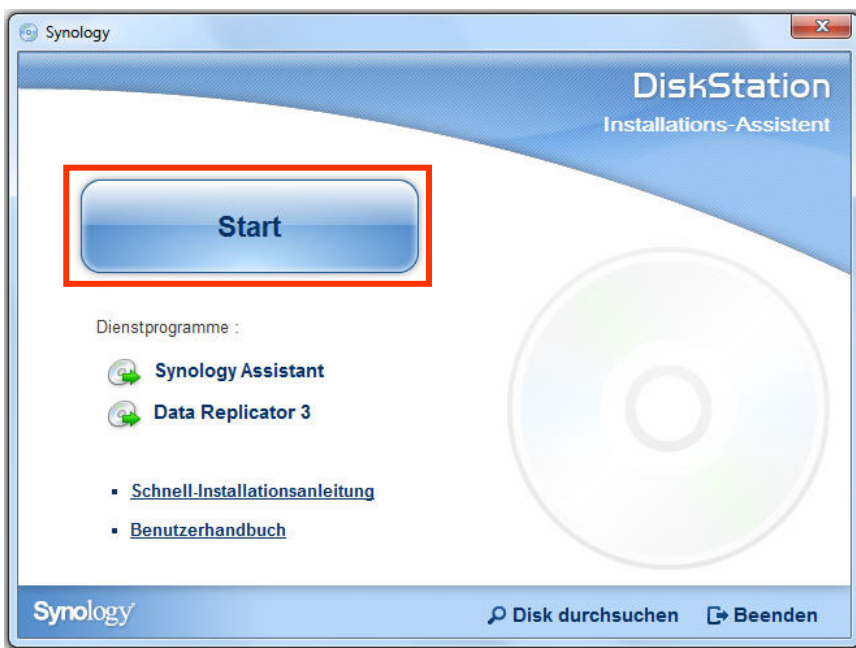 Synology
DiskStation
Installations-Assistent
Start
Dienstprogramme :
Synology Assistant
Data Replicator 3
Schnell-Installationsanleitung
Benutzerhandbuch
Synology
Disk durchsuchen
Beenden